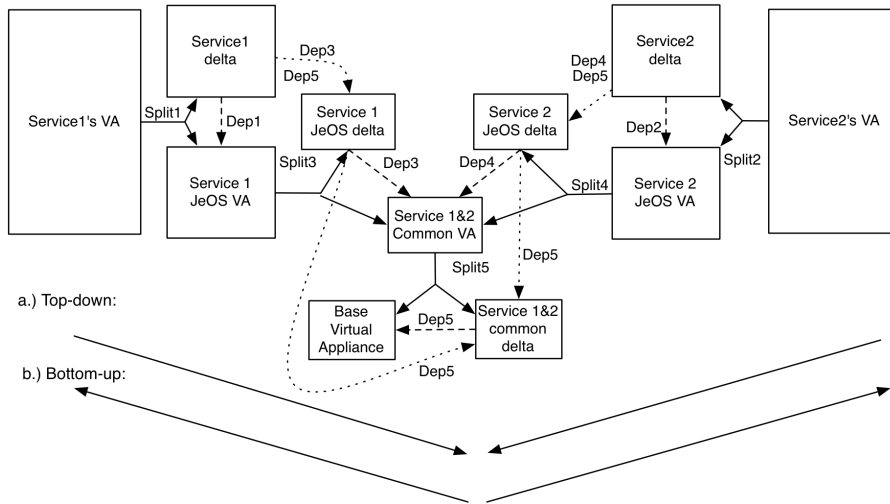 Service1's VA
Service1
delta
Dep3
Dep5
Split1
Dep1
Service 1
JeOS VA
Service 1
JeOS delta
Split3
Dep3
Service 2
JeOS delta
Dep4
Dep4
Dep5
Service2
delta
Dep2
Split2
Service2's VA
Service 2
JeOS VA
Split4
Service 1&2
Common VA
Split5
Dep5
Base
Virtual
Appliance
Dep5
Service 1&2
common
delta
Dep5
a.) Top-down:
b.) Bottom-up: